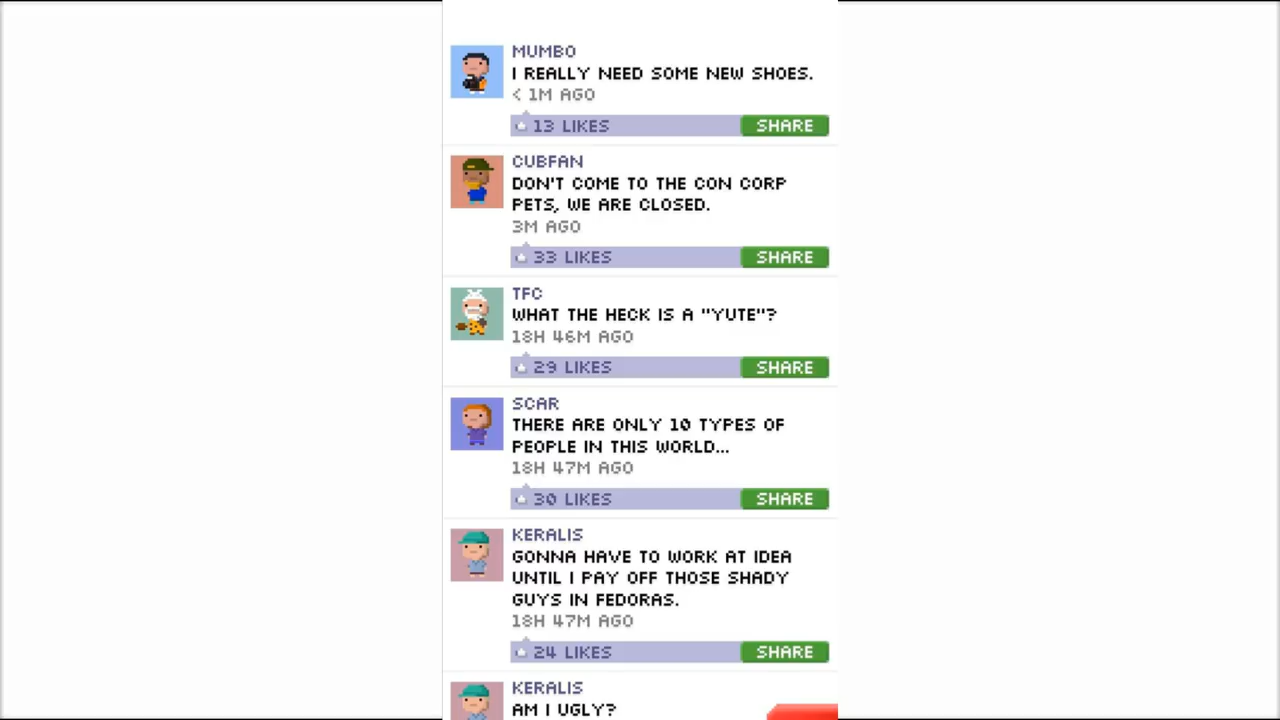 MUMBO
I REALLY NEED SOME NEW SHOES.
< 1M AGO
13 LIKES
SHARE
CUBFAN
DON'T COME TO THE CON CORP
PETS, WE ARE CLOSED.
3M AGO
33 LIKES
SHARE
TFC
WHAT THE HECK IS A "YUTE"?
18H 46M AGO
29 LIKES
SHARE
SCAR
THERE ARE ONLY 10 TYPES OF
PEOPLE IN THIS WORLD...
18H 47M AGO
30 LIKES
SHARE
KERALIS
GONNA HAVE TO WORK AT IDEA
UNTIL I PAY OFF THOSE SHADY
GUYS IN FEDORAS.
18H 47M AGO
24 LIKES
SHARE
KERALIS
AM I UGLY?